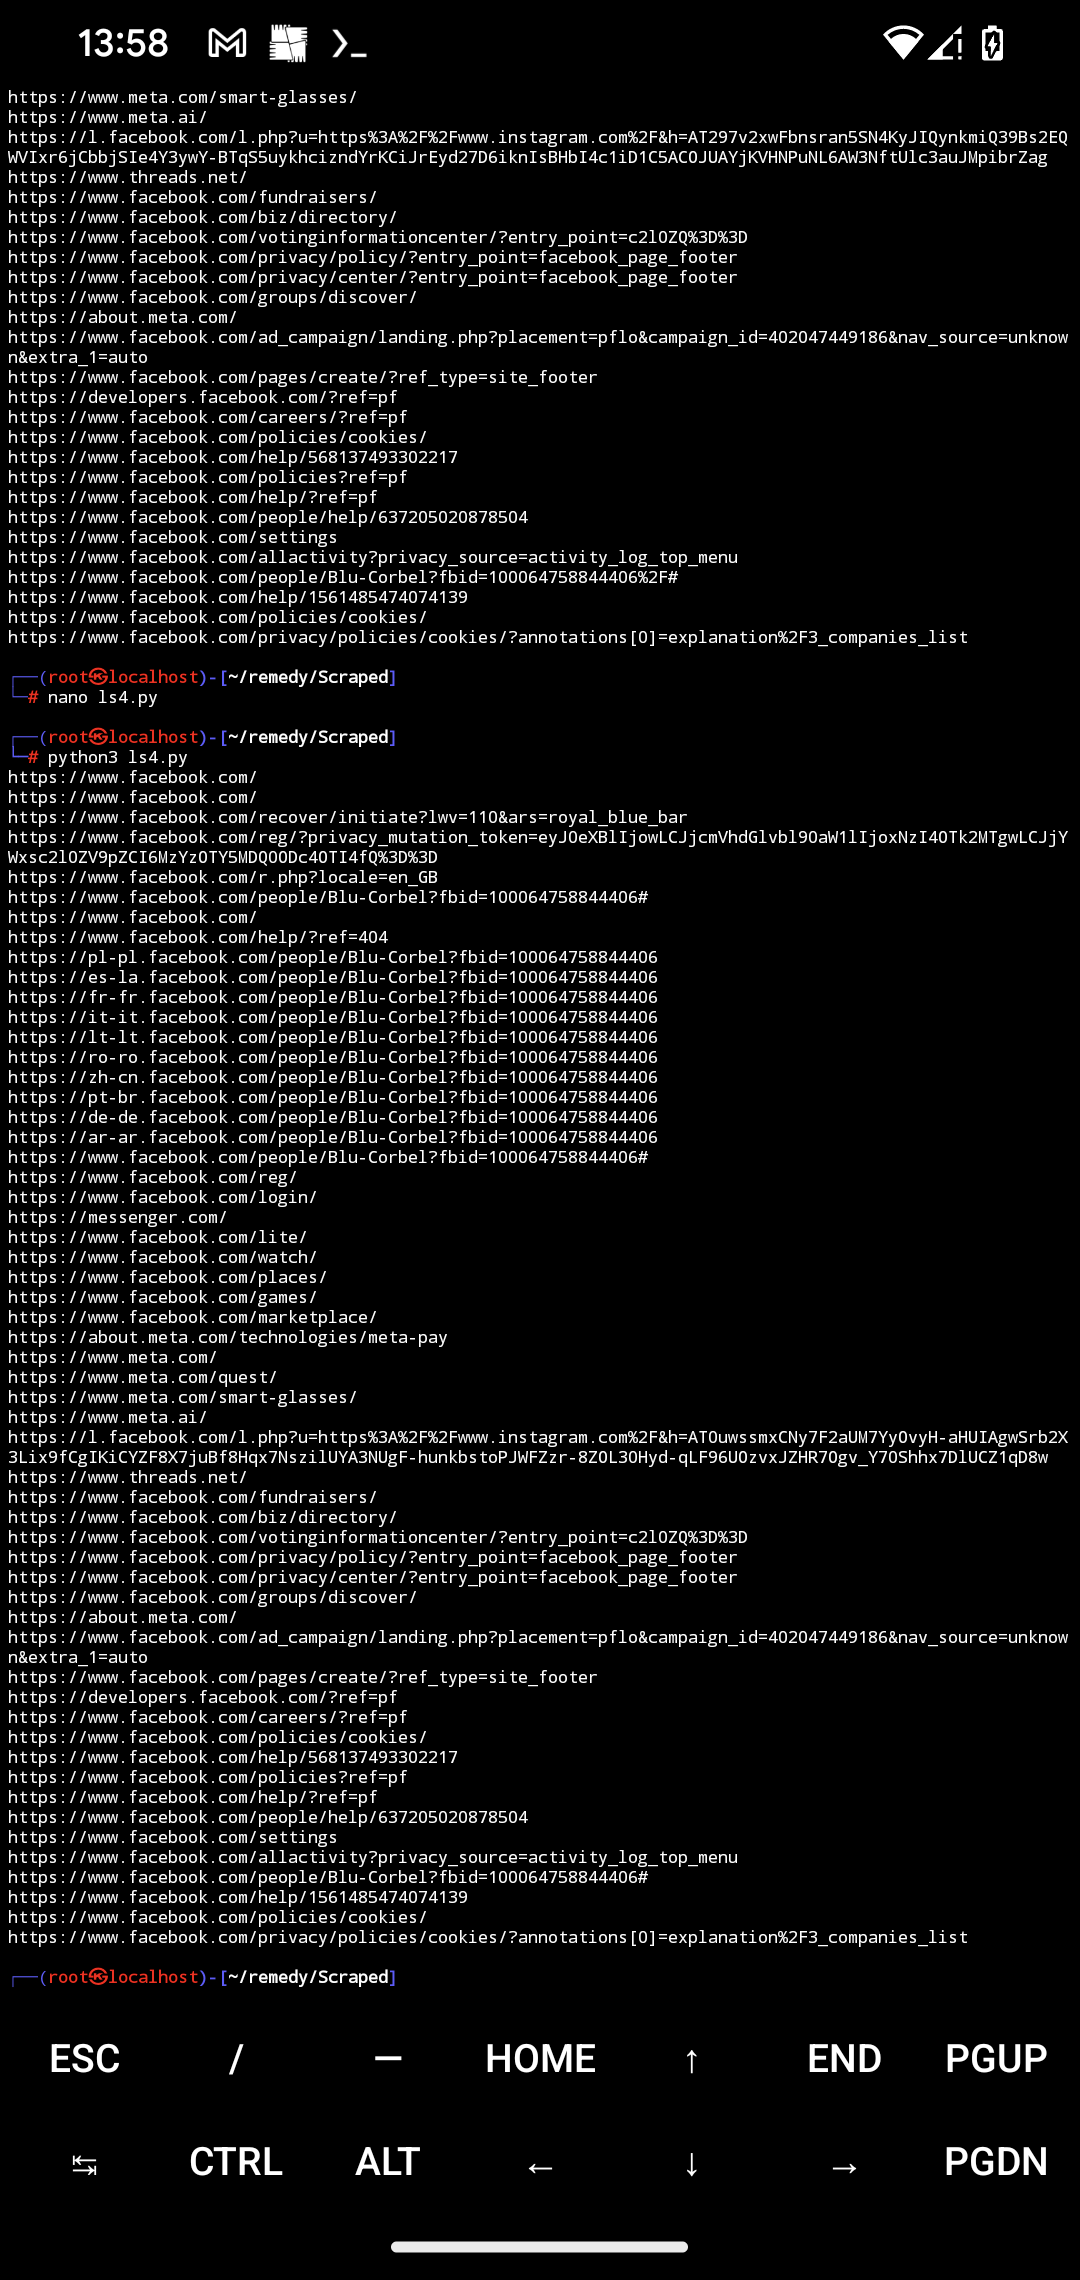 13:58
https://www.meta.com/smart-glasses/
https://www.meta.ai/
https://l.facebook.com/l.php?u=https%3A%2F%2Fwww.instagram.com%2F&h=AT297v2xwFbnsran5SN4KyJIQynkmiQ39Bs2EQ
WVIxr6jCbbjSIe4Y3ywY-BTqS5uykhcizndYrKCiJrEyd27D6iknIsBHbI4c1iD1C5AC0JUAYjKVHNPuNL6AW3NftUlc3auJMpibrZag
https://www.threads.net/
https://www.facebook.com/fundraisers/
https://www.facebook.com/biz/directory/
https://www.facebook.com/votinginformationcenter/?entry_point=c2l0ZQ%3D%3D
https://www.facebook.com/privacy/policy/?entry_point=facebook_page_footer
https://www.facebook.com/privacy/center/?entry_point=facebook_page_footer
https://www.facebook.com/groups/discover/
https://about.meta.com/
https://www.facebook.com/ad_campaign/landing.php?placement=pflo&campaign_id=402047449186&nav_source=unknow
n&extra_1=auto
https://www.facebook.com/pages/create/?ref_type=site_footer
https://developers.facebook.com/?ref=pf
https://www.facebook.com/careers/?ref=pf
https://www.facebook.com/policies/cookies/
https://www.facebook.com/help/568137493302217
https://www.facebook.com/policies?ref=pf
https://www.facebook.com/help/?ref=pf
https://www.facebook.com/people/help/637205020878504
https://www.facebook.com/settings
https://www.facebook.com/allactivity?privacy_source=activity_log_top_menu
https://www.facebook.com/people/Blu-Corbel?fbid=100064758844406%2F#
https://www.facebook.com/help/1561485474074139
https://www.facebook.com/policies/cookies/
https://www.facebook.com/privacy/policies/cookies/?annotations[0]=explanation%2F3_companies_list
┌──(root㉿localhost)-[~/remedy/Scraped]
└─# nano ls4.py
┌──(root㉿localhost)-[~/remedy/Scraped]
└─# python3 ls4.py
https://www.facebook.com/
https://www.facebook.com/
https://www.facebook.com/recover/initiate?lwv=110&ars=royal_blue_bar
https://www.facebook.com/reg/?privacy_mutation_token=eyJ0eXBlIjowLCJjcmVhdGlvbl90aW1lIjoxNzI4OTk2MTgwLCJjY
Wxsc2l0ZV9pZCI6MzYzOTY5MDQ0ODc4OTI4fQ%3D%3D
https://www.facebook.com/r.php?locale=en_GB
https://www.facebook.com/people/Blu-Corbel?fbid=100064758844406#
https://www.facebook.com/
https://www.facebook.com/help/?ref=404
https://pl-pl.facebook.com/people/Blu-Corbel?fbid=100064758844406
https://es-la.facebook.com/people/Blu-Corbel?fbid=100064758844406
https://fr-fr.facebook.com/people/Blu-Corbel?fbid=100064758844406
https://it-it.facebook.com/people/Blu-Corbel?fbid=100064758844406
https://lt-lt.facebook.com/people/Blu-Corbel?fbid=100064758844406
https://ro-ro.facebook.com/people/Blu-Corbel?fbid=100064758844406
https://zh-cn.facebook.com/people/Blu-Corbel?fbid=100064758844406
https://pt-br.facebook.com/people/Blu-Corbel?fbid=100064758844406
https://de-de.facebook.com/people/Blu-Corbel?fbid=100064758844406
https://ar-ar.facebook.com/people/Blu-Corbel?fbid=100064758844406
https://www.facebook.com/people/Blu-Corbel?fbid=100064758844406#
https://www.facebook.com/reg/
https://www.facebook.com/login/
https://messenger.com/
https://www.facebook.com/lite/
https://www.facebook.com/watch/
https://www.facebook.com/places/
https://www.facebook.com/games/
https://www.facebook.com/marketplace/
https://about.meta.com/technologies/meta-pay
https://www.meta.com/
https://www.meta.com/quest/
https://www.meta.com/smart-glasses/
https://www.meta.ai/
https://l.facebook.com/l.php?u=https%3A%2F%2Fwww.instagram.com%2F&h=AT0uwssmxCNy7F2aUM7YyOvyH-aHUIAgwSrb2X
3Lix9fCgIKiCYZF8X7juBf8Hqx7NszilUYA3NUgF-hunkbstoPJWFZzr-8ZOL3OHyd-qLF96U0zvxJZHR70gv_Y7OShhx7DlUCZ1qD8w
https://www.threads.net/
https://www.facebook.com/fundraisers/
https://www.facebook.com/biz/directory/
https://www.facebook.com/votinginformationcenter/?entry_point=c2l0ZQ%3D%3D
https://www.facebook.com/privacy/policy/?entry_point=facebook_page_footer
https://www.facebook.com/privacy/center/?entry_point=facebook_page_footer
https://www.facebook.com/groups/discover/
https://about.meta.com/
https://www.facebook.com/ad_campaign/landing.php?placement=pflo&campaign_id=402047449186&nav_source=unknow
n&extra_1=auto
https://www.facebook.com/pages/create/?ref_type=site_footer
https://developers.facebook.com/?ref=pf
https://www.facebook.com/careers/?ref=pf
https://www.facebook.com/policies/cookies/
https://www.facebook.com/help/568137493302217
https://www.facebook.com/policies?ref=pf
https://www.facebook.com/help/?ref=pf
https://www.facebook.com/people/help/637205020878504
https://www.facebook.com/settings
https://www.facebook.com/allactivity?privacy_source=activity_log_top_menu
https://www.facebook.com/people/Blu-Corbel?fbid=100064758844406#
https://www.facebook.com/help/1561485474074139
https://www.facebook.com/policies/cookies/
https://www.facebook.com/privacy/policies/cookies/?annotations[0]=explanation%2F3_companies_list
┌──(root㉿localhost)-[~/remedy/Scraped]
ESC / — HOME ↑ END PGUP
↹ CTRL ALT ← ↓ → PGDN